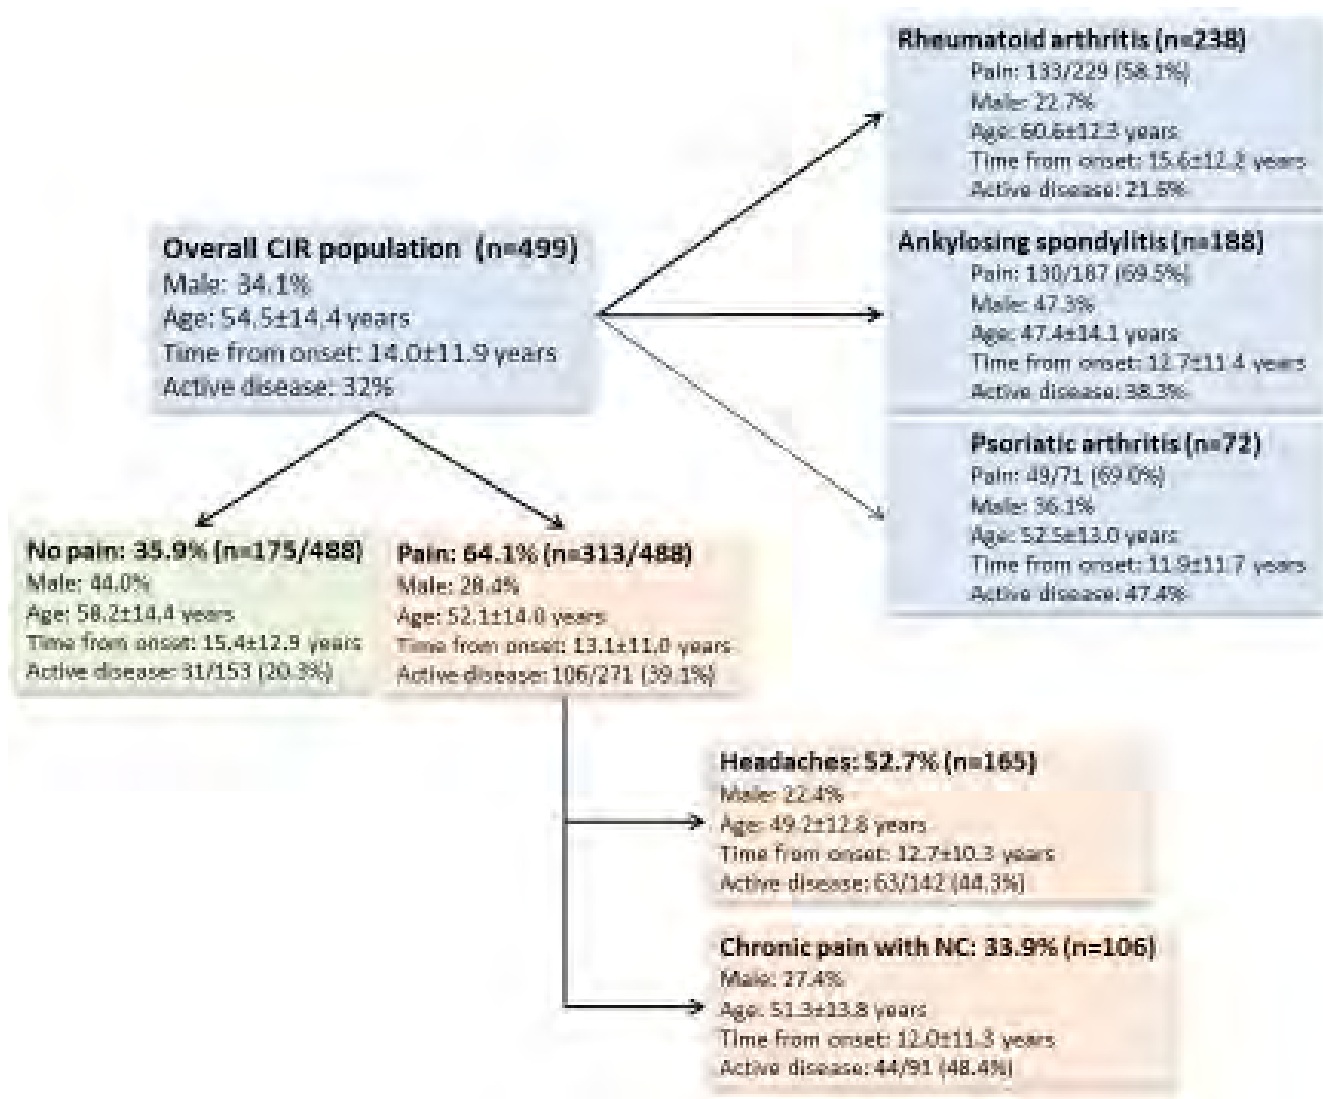 Rheumatoid arthritis (n=238)
Pain: 133/229 (58.1%)
Male: 22.7%
Age: 60.6±12.3 years
Time from onset: 15.6±12.2 years
Active disease: 21.6%
Overall CIR population (n=499)
Male: 34.1%
Age: 54.5±14.4 years
Time from onset: 14.0±11.9 years
Active disease: 32%
Ankylosing spondylitis (n=188)
Pain: 130/187 (69.5%)
Male: 47.3%
Age: 47.4±14.1 years
Time from onset: 12.7±11.4 years
Active disease: 38.3%
Psoriatic arthritis (n=72)
Pain: 49/71 (69.0%)
Male: 36.1%
Age: 52.5±13.0 years
Time from onset: 11.9±11.7 years
Active disease: 47.4%
No pain: 35.9% (n=175/488)
Male: 44.0%
Age: 58.2±14.4 years
Time from onset: 15.4±12.9 years
Active disease: 31/153 (20.3%)
Pain: 64.1% (n=313/488)
Male: 28.4%
Age: 52.1±14.0 years
Time from onset: 13.1±11.0 years
Active disease: 106/271 (39.1%)
Headaches: 52.7% (n=165)
Male: 22.4%
Age: 49.2±12.8 years
Time from onset: 12.7±10.3 years
Active disease: 63/142 (44.3%)
Chronic pain with NC: 33.9% (n=106)
Male: 27.4%
Age: 51.3±13.8 years
Time from onset: 12.0±11.3 years
Active disease: 44/91 (48.4%)